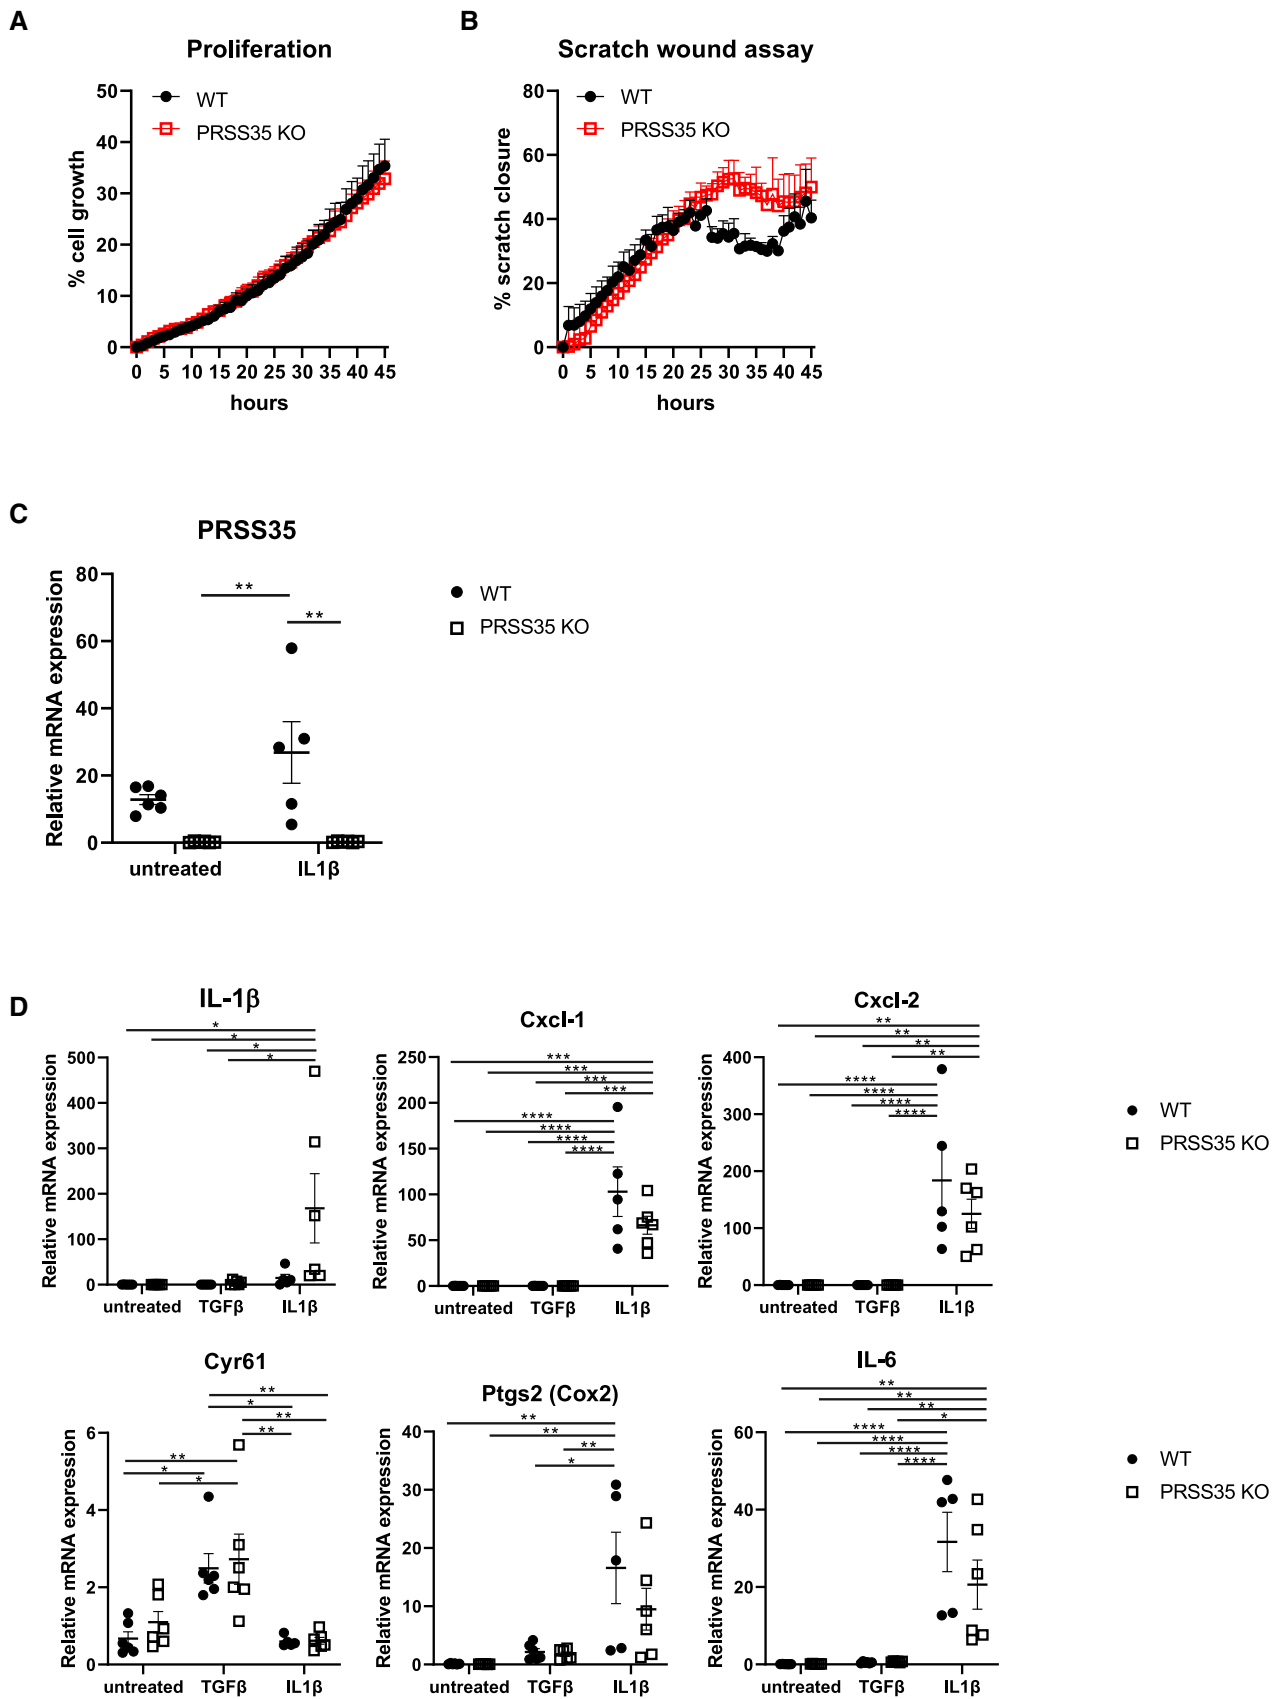 A
Proliferation
% cell growth
50
40
30
20
10
0
WT
PRSS35 KO
0 5 10 15 20 25 30 35 40 45
hours
B
Scratch wound assay
% scratch closure
80
60
40
20
0
WT
PRSS35 KO
0 5 10 15 20 25 30 35 40 45
hours
C
PRSS35
Relative mRNA expression
80
60
40
20
0
**
**
untreated IL1β
WT
PRSS35 KO
D
IL-1β
Relative mRNA expression
500
400
300
200
100
0
*
*
*
*
untreated TGFβ IL1β
Cxcl-1
Relative mRNA expression
250
200
150
100
50
0
***
***
***
***
****
****
****
****
untreated TGFβ IL1β
Cxcl-2
Relative mRNA expression
400
300
200
100
0
**
**
**
**
****
****
****
****
untreated TGFβ IL1β
WT
PRSS35 KO
Cyr61
Relative mRNA expression
6
4
2
0
**
*
**
**
**
*
*
untreated TGFβ IL1β
Ptgs2 (Cox2)
Relative mRNA expression
40
30
20
10
0
**
**
**
*
untreated TGFβ IL1β
IL-6
Relative mRNA expression
60
40
20
0
**
**
**
*
****
****
****
****
untreated TGFβ IL1β
WT
PRSS35 KO